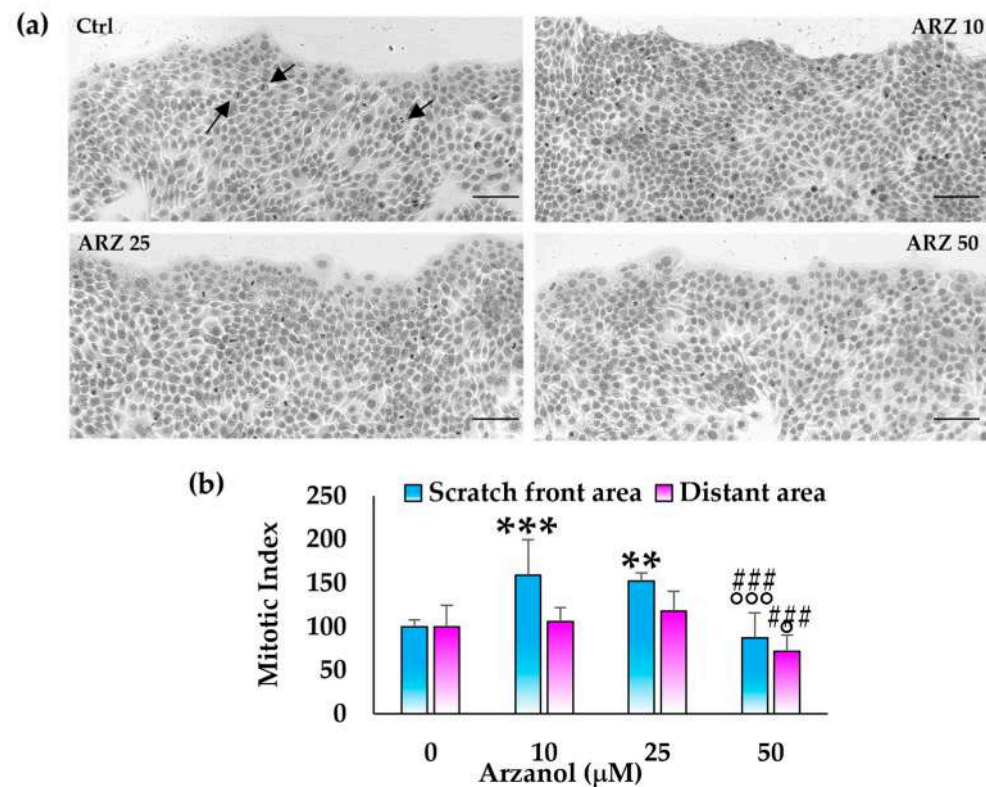 (a)
Ctrl
ARZ 10
ARZ 25
ARZ 50
(b)
Scratch front area Distant area
Mitotic Index
250
200
150
100
50
0
***
**
###
°°°
###
°
0 10 25 50
Arzanol (μM)